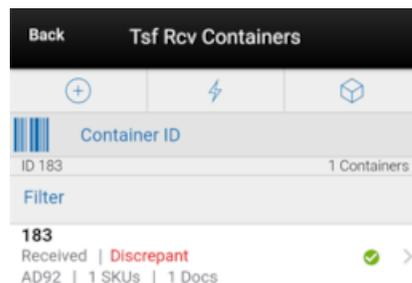 Back Tsf Rcv Containers
Container ID
ID 183 1 Containers
Filter
183
Received | Discrepant
AD92 | 1 SKUs | 1 Docs